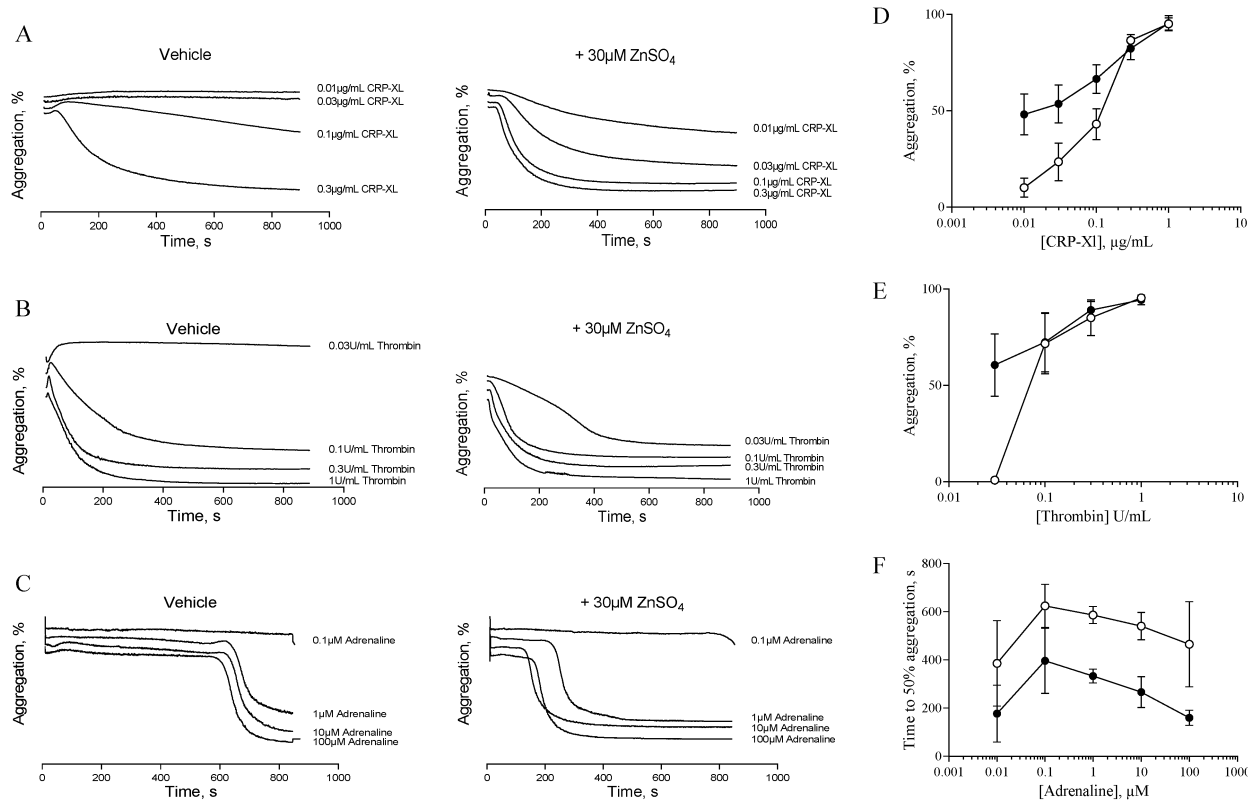 A
Vehicle
Aggregation, %
0.01µg/mL CRP-XL
0.03µg/mL CRP-XL
0.1µg/mL CRP-XL
0.3µg/mL CRP-XL
0 200 400 600 800 1000
Time, s
+ 30µM ZnSO4
Aggregation, %
0.01µg/mL CRP-XL
0.03µg/mL CRP-XL
0.1µg/mL CRP-XL
0.3µg/mL CRP-XL
0 200 400 600 800 1000
Time, s
D
Aggregation, %
100
50
0
0.001 0.01 0.1 1 10
[CRP-Xl], µg/mL
B
Vehicle
Aggregation, %
0.03U/mL Thrombin
0.1U/mL Thrombin
0.3U/mL Thrombin
1U/mL Thrombin
0 200 400 600 800 1000
Time, s
+ 30µM ZnSO4
Aggregation, %
0.03U/mL Thrombin
0.1U/mL Thrombin
0.3U/mL Thrombin
1U/mL Thrombin
0 200 400 600 800 1000
Time, s
E
Aggregation, %
100
50
0
0.01 0.1 1 10
[Thrombin] U/mL
C
Vehicle
Aggregation, %
0.1µM Adrenaline
1µM Adrenaline
10µM Adrenaline
100µM Adrenaline
0 200 400 600 800 1000
Time, s
+ 30µM ZnSO4
Aggregation, %
0.1µM Adrenaline
1µM Adrenaline
10µM Adrenaline
100µM Adrenaline
0 200 400 600 800 1000
Time, s
F
Time to 50% aggregation, s
800
600
400
200
0
0.001 0.01 0.1 1 10 100 1000
[Adrenaline], µM